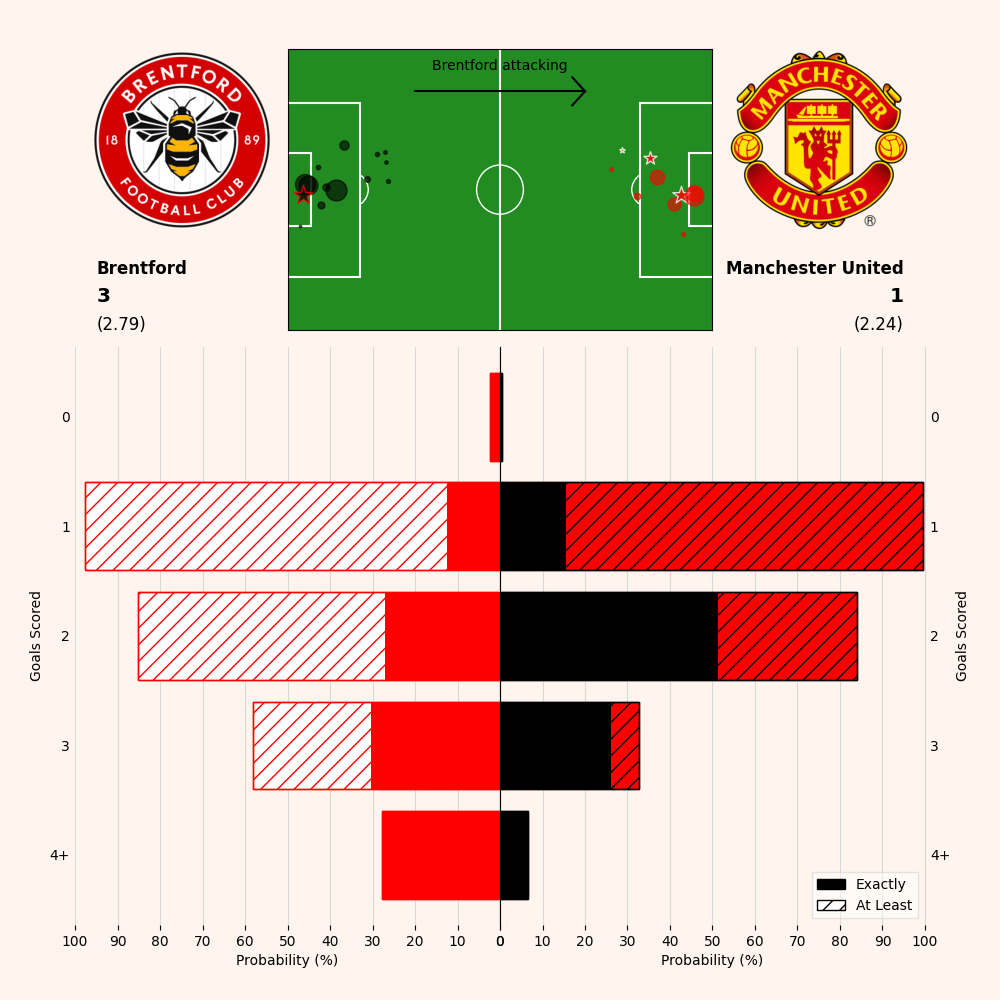 BRENTFORD
18 89
FOOTBALL CLUB
Brentford attacking
MANCHESTER
UNITED
®
Brentford
3
(2.79)
Manchester United
1
(2.24)
0
1
2
3
4+
Goals Scored
0
1
2
3
4+
Goals Scored
Exactly
At Least
100 90 80 70 60 50 40 30 20 10 0
0 10 20 30 40 50 60 70 80 90 100
Probability (%)
Probability (%)